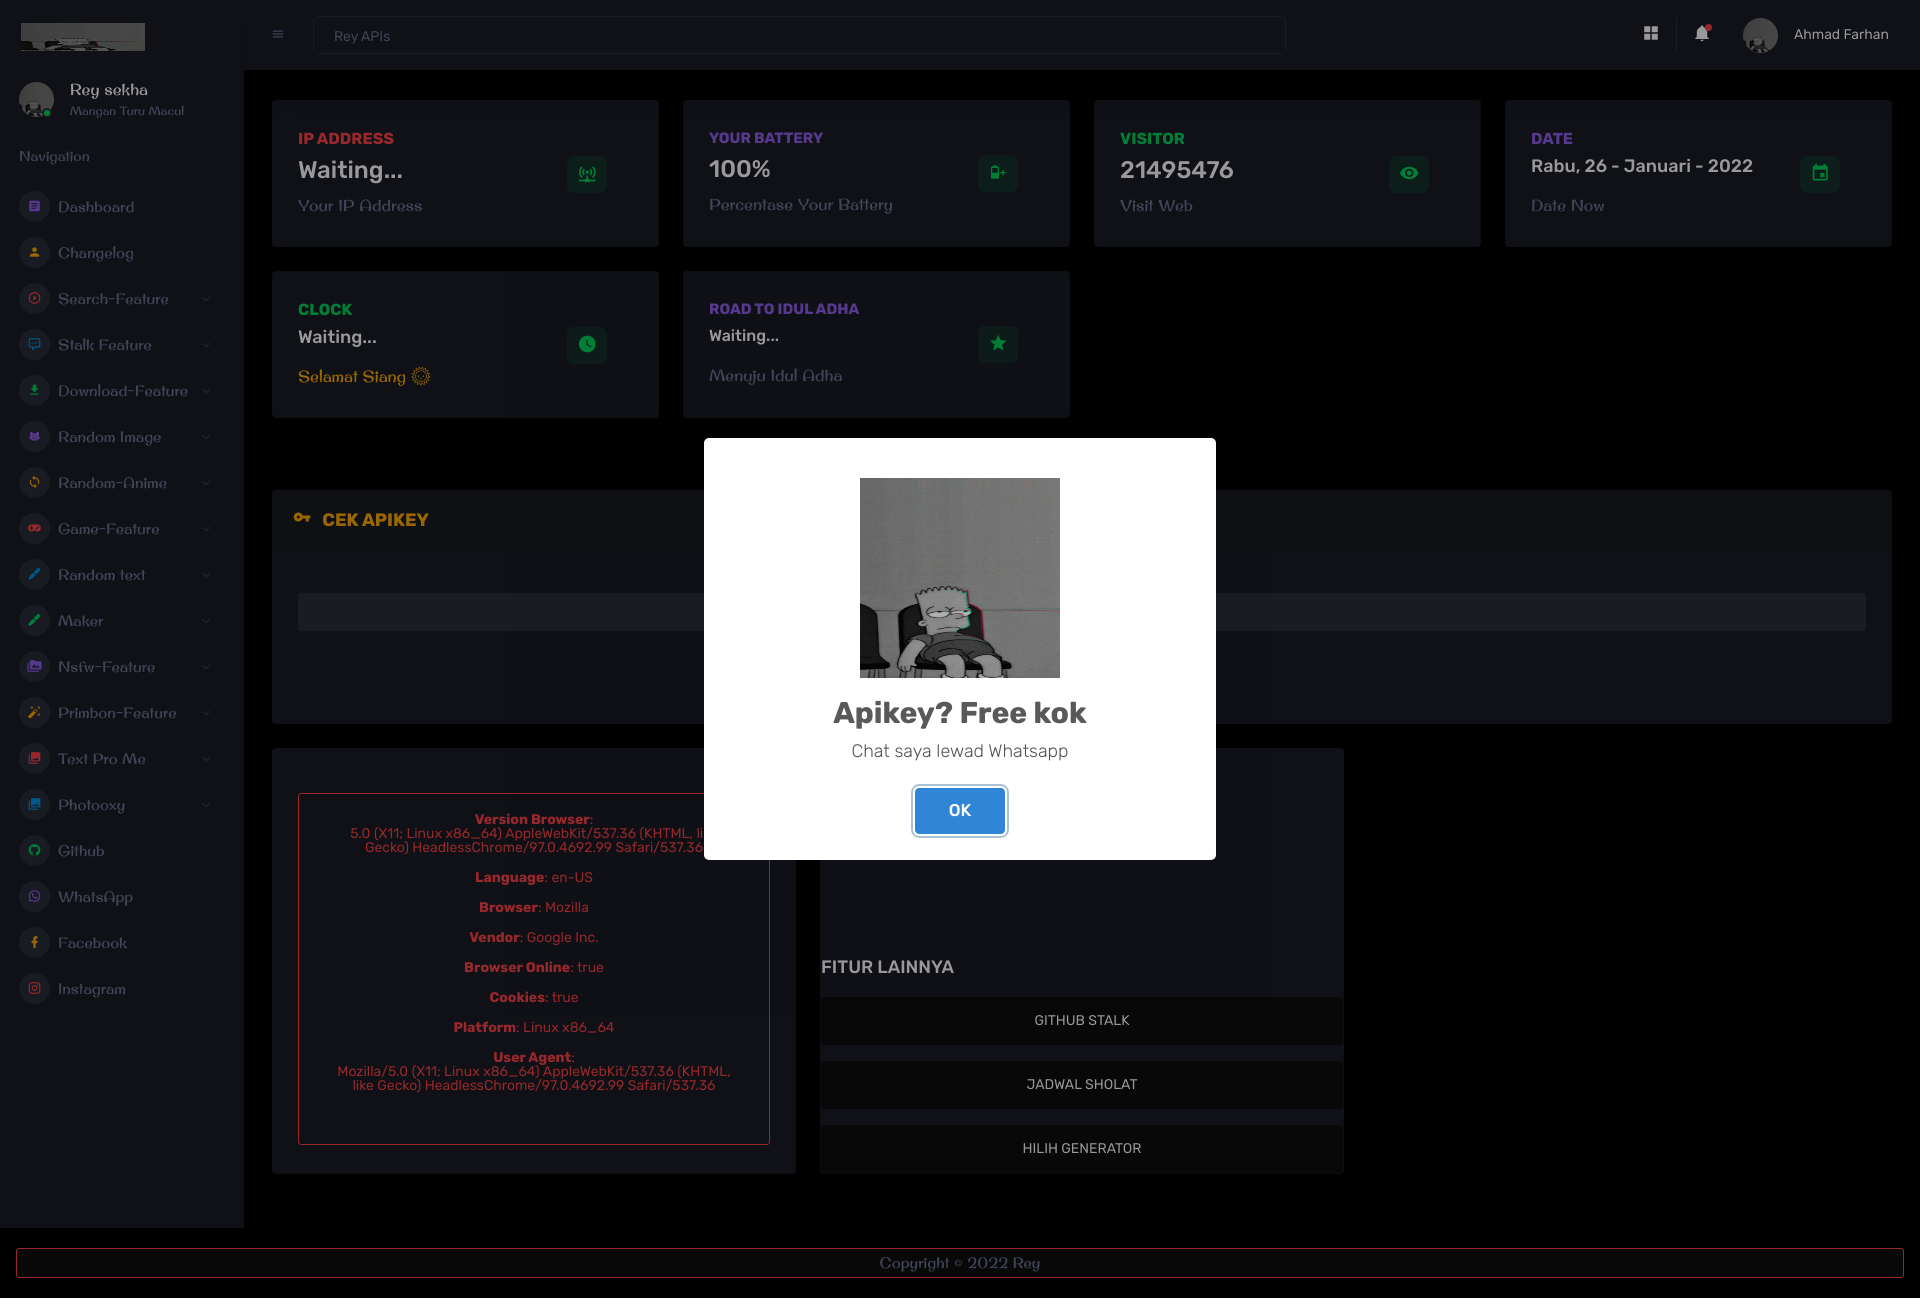 Rey APIs
Ahmad Farhan
Rey sekha
Mangan Turu Macul
Navigation
Dashboard
Changelog
Search-Feature
Stalk Feature
Download-Feature
Random Image
Random-Anime
Game-Feature
Random text
Maker
Nsfw-Feature
Primbon-Feature
Text Pro Me
Photooxy
Github
WhatsApp
Facebook
Instagram
IP ADDRESS
Waiting...
Your IP Address
YOUR BATTERY
100%
Percentase Your Battery
VISITOR
21495476
Visit Web
DATE
Rabu, 26 - Januari - 2022
Date Now
CLOCK
Waiting...
Selamat Siang 🌞
ROAD TO IDUL ADHA
Waiting...
Menuju Idul Adha
CEK APIKEY
Apikey? Free kok
Chat saya lewad Whatsapp
OK
Version Browser:
5.0 (X11; Linux x86_64) AppleWebKit/537.36 (KHTML, li
Gecko) HeadlessChrome/97.0.4692.99 Safari/537.36
Language: en-US
Browser: Mozilla
Vendor: Google Inc.
Browser Online: true
Cookies: true
Platform: Linux x86_64
User Agent:
Mozilla/5.0 (X11; Linux x86_64) AppleWebKit/537.36 (KHTML,
like Gecko) HeadlessChrome/97.0.4692.99 Safari/537.36
FITUR LAINNYA
GITHUB STALK
JADWAL SHOLAT
HILIH GENERATOR
Copyright © 2022 Rey